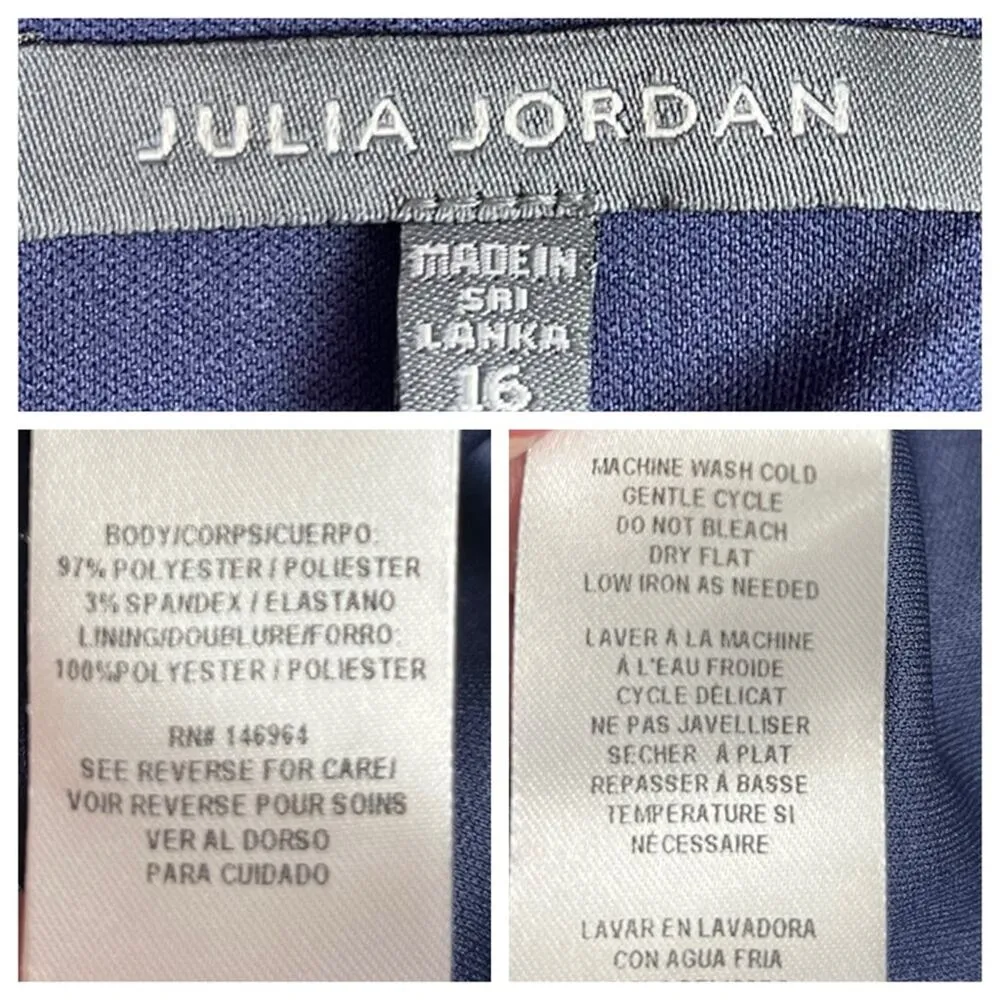 JULIA JORDAN
MADE IN
SRI
LANKA
16
BODY/CORPS/CUERPO:
97% POLYESTER / POLIESTER
3% SPANDEX / ELASTANO
LINING/DOUBLURE/FORRO:
100%POLYESTER / POLIESTER
RN# 146964
SEE REVERSE FOR CARE/
VOIR REVERSE POUR SOINS
VER AL DORSO
PARA CUIDADO
MACHINE WASH COLD
GENTLE CYCLE
DO NOT BLEACH
DRY FLAT
LOW IRON AS NEEDED
LAVER À LA MACHINE
À L'EAU FROIDE
CYCLE DÉLICAT
NE PAS JAVELLISER
SECHER À PLAT
REPASSER À BASSE
TEMPERATURE SI
NÉCESSAIRE
LAVAR EN LAVADORA
CON AGUA FRIA